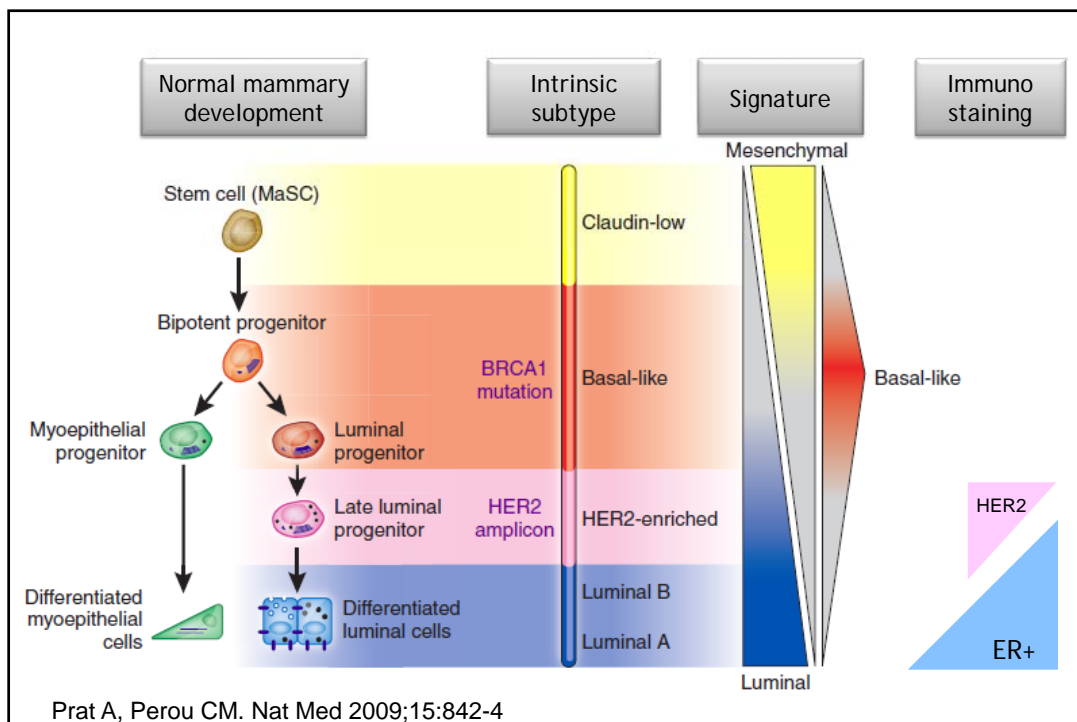 Normal mammary
development
Intrinsic
subtype
Signature
Immuno
staining
Mesenchymal
Stem cell (MaSC)
Claudin-low
Bipotent progenitor
BRCA1
mutation
Basal-like
Basal-like
Myoepithelial
progenitor
Luminal
progenitor
Late luminal
progenitor
HER2
amplicon
HER2-enriched
HER2
Differentiated
myoepithelial
cells
Differentiated
luminal cells
Luminal B
Luminal A
ER+
Luminal
Prat A, Perou CM. Nat Med 2009;15:842-4